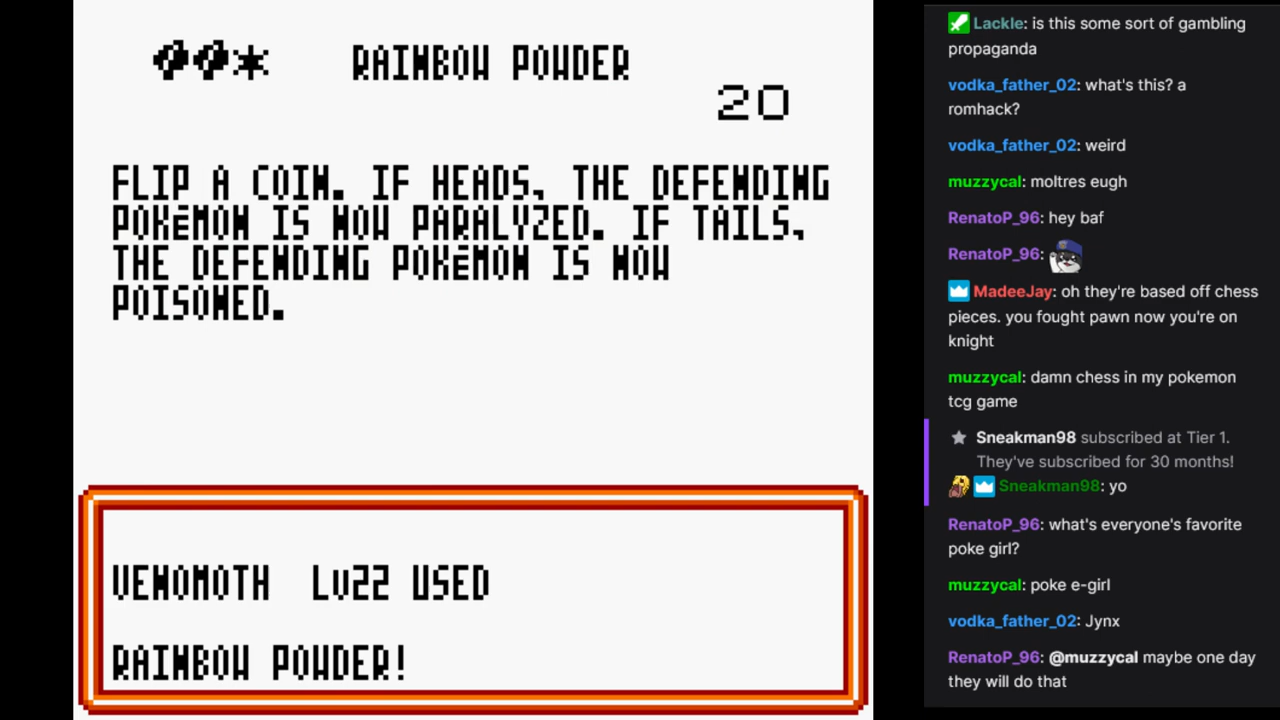 RAINBOW POWDER
20
FLIP A COIN. IF HEADS, THE DEFENDING
POKéMON IS NOW PARALYZED. IF TAILS,
THE DEFENDING POKéMON IS NOW
POISONED.
VENOMOTH Lv22 USED
RAINBOW POWDER!
Lackle: is this some sort of gambling
propaganda
vodka_father_02: what's this? a
romhack?
vodka_father_02: weird
muzzycal: moltres eugh
RenatoP_96: hey baf
RenatoP_96:
MadeeJay: oh they're based off chess
pieces. you fought pawn now you're on
knight
muzzycal: damn chess in my pokemon
tcg game
Sneakman98 subscribed at Tier 1.
They've subscribed for 30 months!
Sneakman98: yo
RenatoP_96: what's everyone's favorite
poke girl?
muzzycal: poke e-girl
vodka_father_02: Jynx
RenatoP_96: @muzzycal maybe one day
they will do that